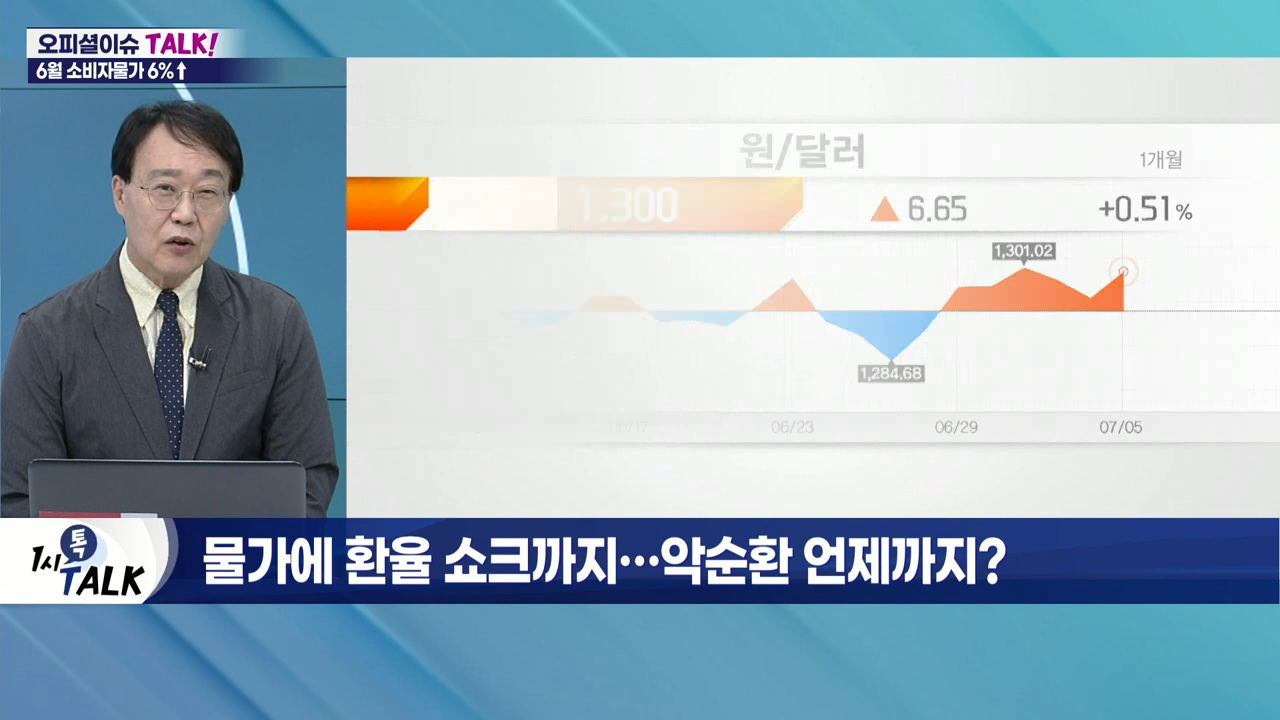 오피셜이슈 TALK!
6월 소비자물가 6%↑
원/달러
1개월
1,300
▲ 6.65
+0.51%
1,301.02
1,284.68
06/17
06/23
06/29
07/05
1시톡TALK
물가에 환율 쇼크까지…악순환 언제까지?